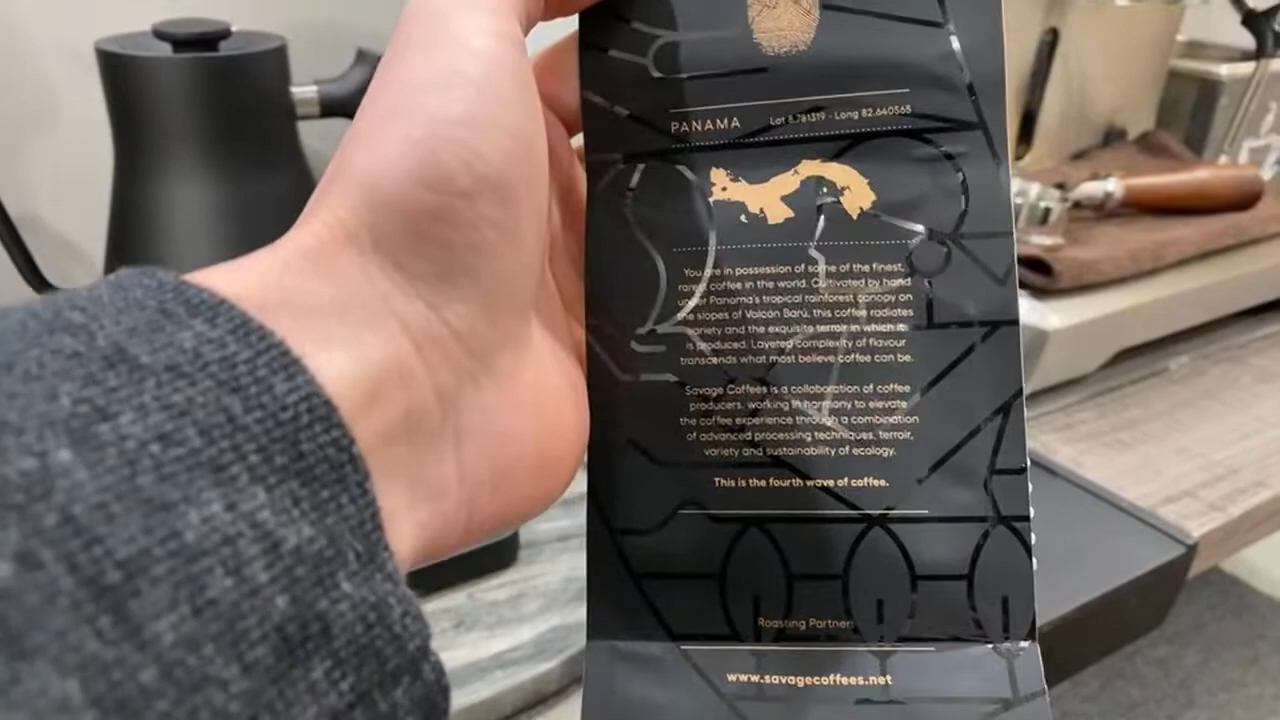 PANAMA Lat 8.781319 - Long 82.640565
You are in possession of some of the finest,
rarest coffee in the world. Cultivated by hand
under Panama's tropical rainforest canopy on
the slopes of Volcán Barú, this coffee radiates
variety and the exquisite terroir in which it
is produced. Layered complexity of flavour
transcends what most believe coffee can be.
Savage Coffees is a collaboration of coffee
producers, working in harmony to elevate
the coffee experience through a combination
of advanced processing techniques, terroir,
variety and sustainability of ecology.
This is the fourth wave of coffee.
Roasting Partner:
www.savagecoffees.net